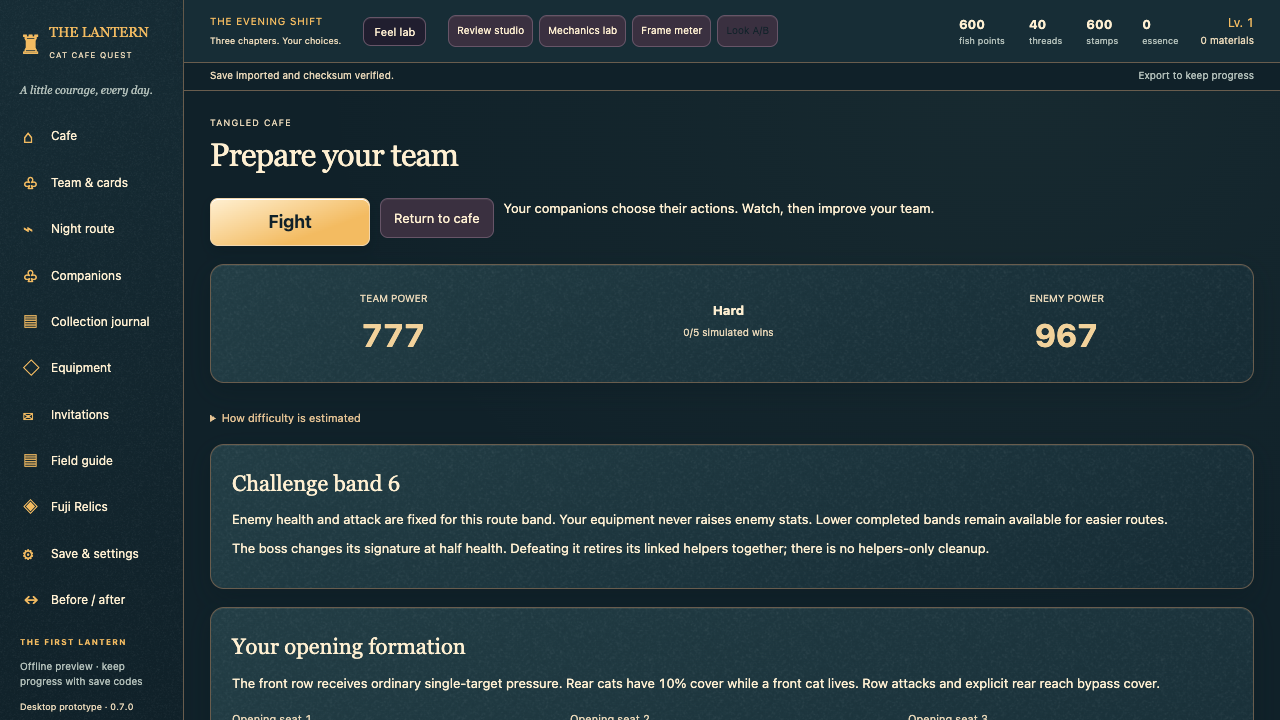 THE LANTERN
CAT CAFE QUEST
A little courage, every day.
Cafe
Team & cards
Night route
Companions
Collection journal
Equipment
Invitations
Field guide
Fuji Relics
Save & settings
Before / after
THE FIRST LANTERN
Offline preview · keep
progress with save codes
Desktop prototype · 0.7.0
THE EVENING SHIFT
Three chapters. Your choices.
Feel lab
Review studio
Mechanics lab
Frame meter
Look A/B
600
fish points
40
threads
600
stamps
0
essence
Lv. 1
0 materials
Save imported and checksum verified.
Export to keep progress
TANGLED CAFE
Prepare your team
Fight
Return to cafe
Your companions choose their actions. Watch, then improve your team.
TEAM POWER
777
Hard
0/5 simulated wins
ENEMY POWER
967
How difficulty is estimated
Challenge band 6
Enemy health and attack are fixed for this route band. Your equipment never raises enemy stats. Lower completed bands remain available for easier routes.
The boss changes its signature at half health. Defeating it retires its linked helpers together; there is no helpers-only cleanup.
Your opening formation
The front row receives ordinary single-target pressure. Rear cats have 10% cover while a front cat lives. Row attacks and explicit rear reach bypass cover.
Opening seat 1
Opening seat 2
Opening seat 3